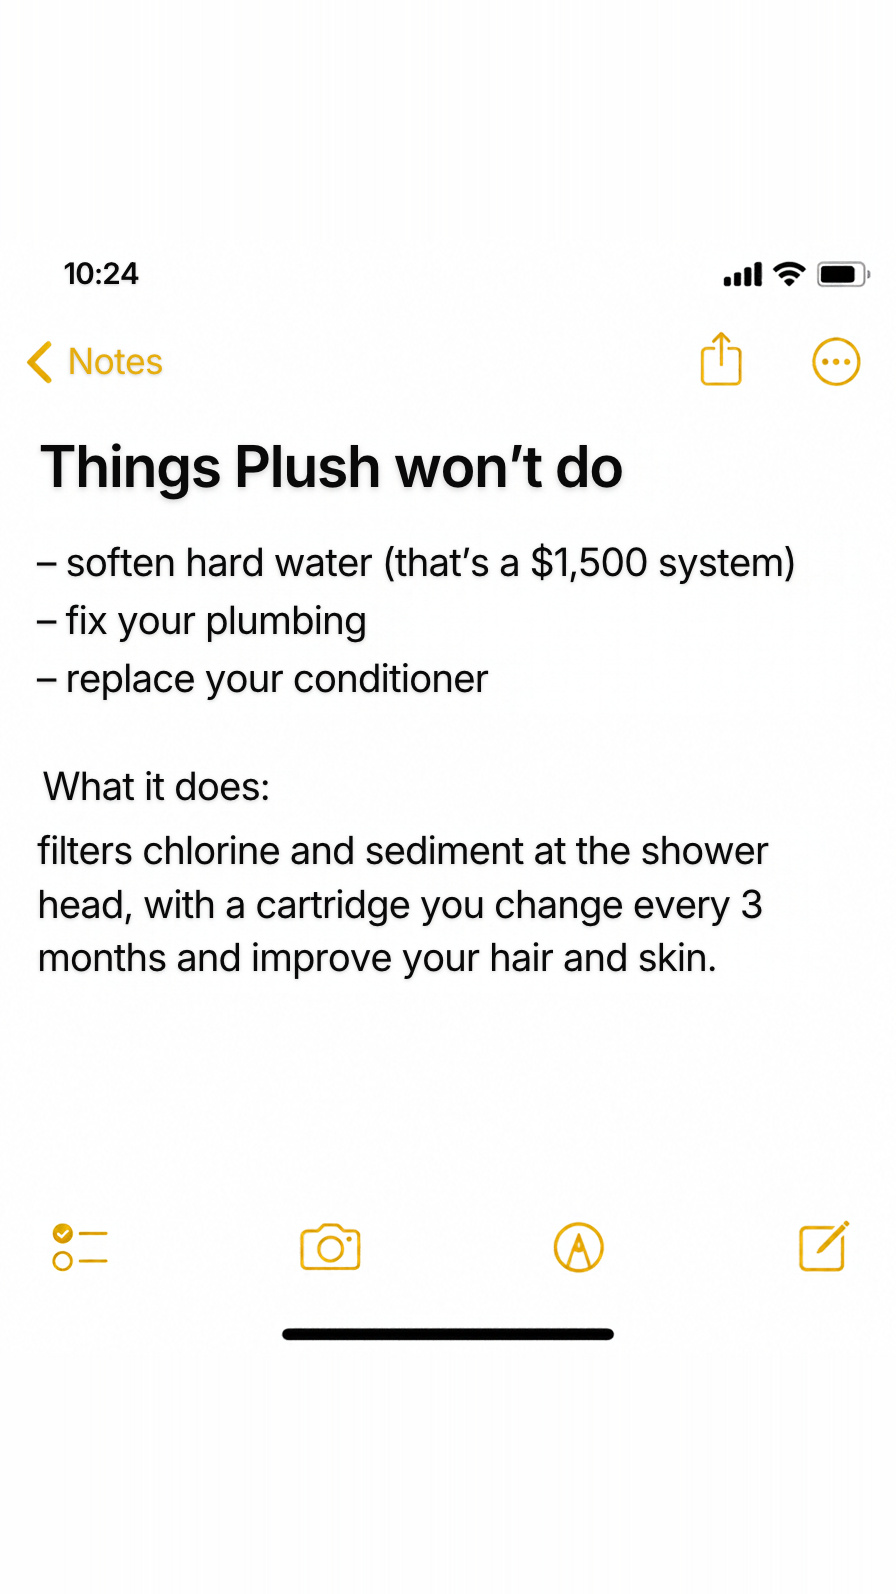 10:24
Notes
Things Plush won’t do
– soften hard water (that’s a $1,500 system)
– fix your plumbing
– replace your conditioner
What it does:
filters chlorine and sediment at the shower
head, with a cartridge you change every 3
months and improve your hair and skin.